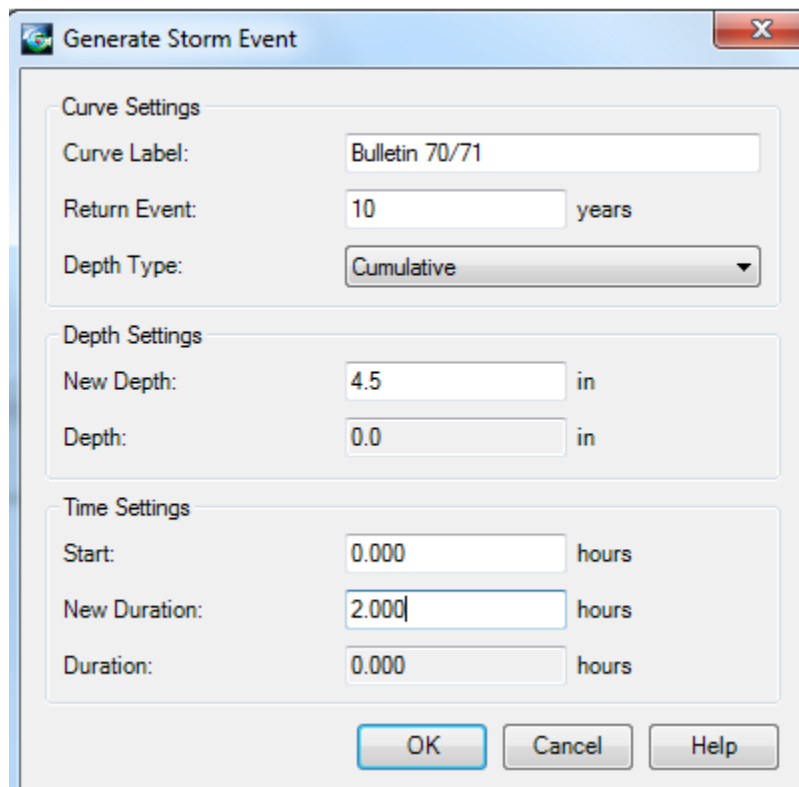 Generate Storm Event
Curve Settings
Curve Label: Bulletin 70/71
Return Event: 10 years
Depth Type: Cumulative
Depth Settings
New Depth: 4.5 in
Depth: 0.0 in
Time Settings
Start: 0.000 hours
New Duration: 2.000 hours
Duration: 0.000 hours
OK Cancel Help